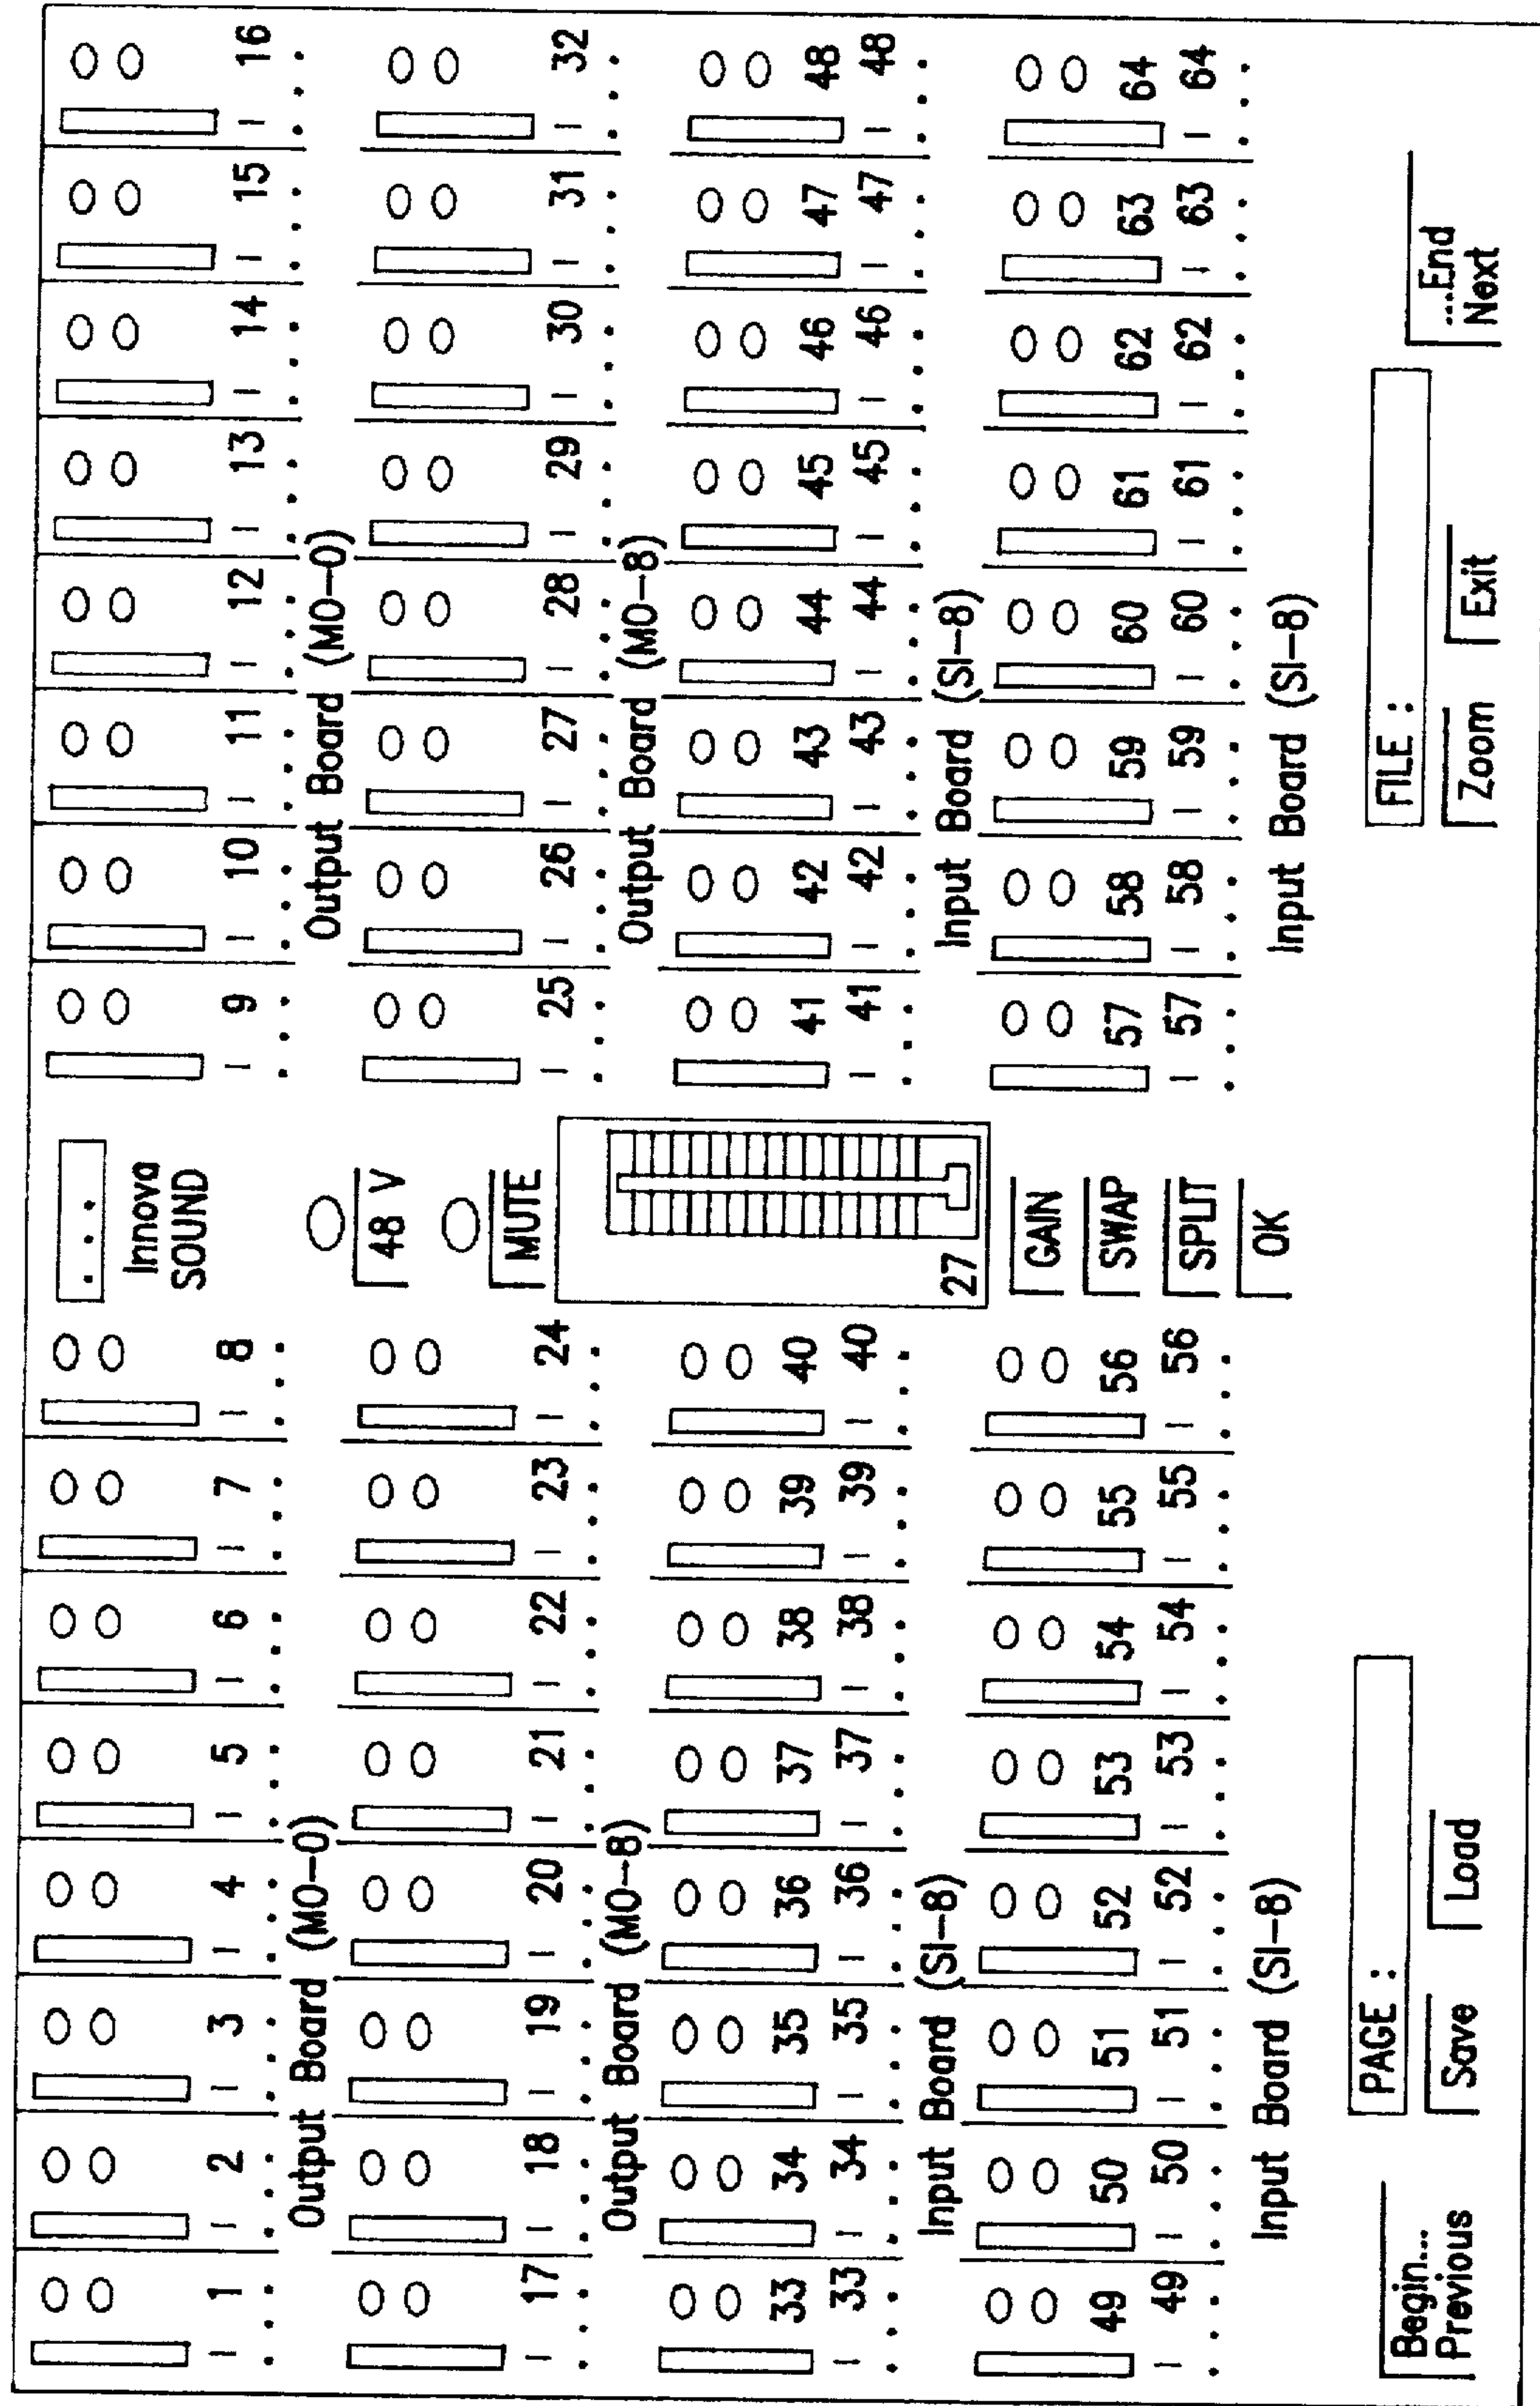 1 2 3 4 5 6 7 8
Output Board (MO-0)
Innova
SOUND
9 10 11 12 13 14 15 16
Output Board (MO-0)
17 18 19 20 21 22 23 24
Output Board (MO-8)
48 V
MUTE
25 26 27 28 29 30 31 32
Output Board (MO-8)
33 34 35 36 37 38 39 40
33 34 35 36 37 38 39 40
Input Board (SI-8)
27
41 42 43 44 45 46 47 48
41 42 43 44 45 46 47 48
Input Board (SI-8)
49 50 51 52 53 54 55 56
49 50 51 52 53 54 55 56
Input Board (SI-8)
GAIN
SWAP
SPLIT
OK
57 58 59 60 61 62 63 64
57 58 59 60 61 62 63 64
Input Board (SI-8)
Begin...
Previous
PAGE :
Save
Load
FILE :
Zoom
Exit
...End
Next